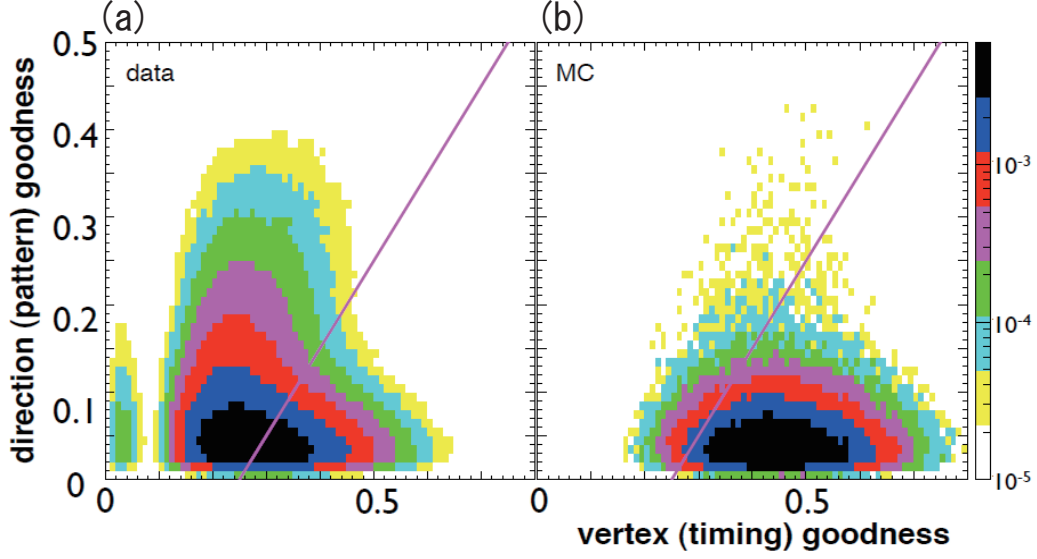 (a) (b)
0.5
data MC
0.4
10⁻³
0.3
0.2
10⁻⁴
0.1
0
10⁻⁵
0 0.5 0 0.5
direction (pattern) goodness
vertex (timing) goodness